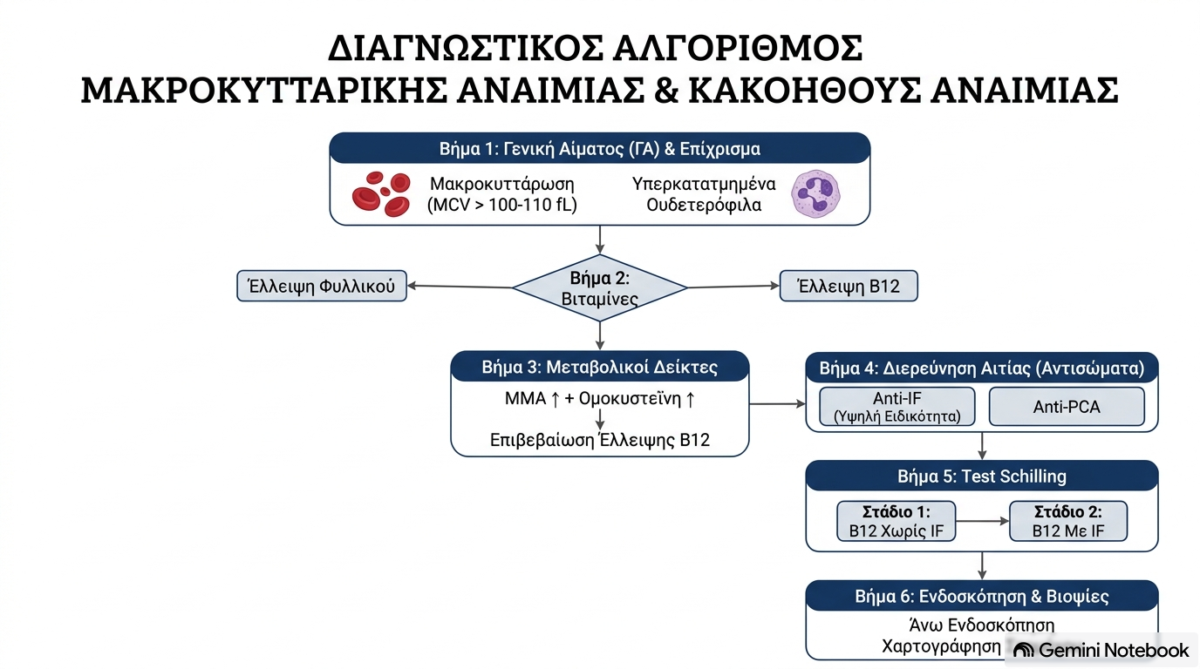 ΔΙΑΓΝΩΣΤΙΚΟΣ ΑΛΓΟΡΙΘΜΟΣ
ΜΑΚΡΟΚΥΤΤΑΡΙΚΗΣ ΑΝΑΙΜΙΑΣ & ΚΑΚΟΗΘΟΥΣ ΑΝΑΙΜΙΑΣ
Βήμα 1: Γενική Αίματος (ΓΑ) & Επίχρισμα
Μακροκυττάρωση
(MCV > 100-110 fL)
Υπερκατατμημένα
Ουδετερόφιλα
Έλλειψη Φυλλικού
Βήμα 2:
Βιταμίνες
Έλλειψη Β12
Βήμα 3: Μεταβολικοί Δείκτες
MMA ↑ + Ομοκυστεΐνη ↑
Επιβεβαίωση Έλλειψης Β12
Βήμα 4: Διερεύνηση Αιτίας (Αντισώματα)
Anti-IF
(Υψηλή Ειδικότητα)
Anti-PCA
Βήμα 5: Test Schilling
Στάδιο 1:
Β12 Χωρίς IF
Στάδιο 2:
Β12 Με IF
Βήμα 6: Ενδοσκόπηση & Βιοψίες
Άνω Ενδοσκόπηση
Χαρτογράφηση
Gemini Notebook